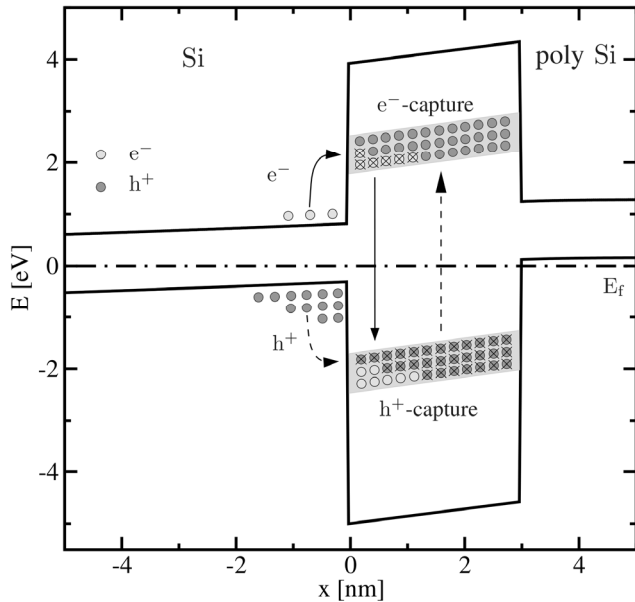 Si
poly Si
e⁻-capture
e⁻
h⁺
e⁻
E_f
h⁺
h⁺-capture
E [eV]
4
2
0
-2
-4
-4
-2
0
2
4
x [nm]